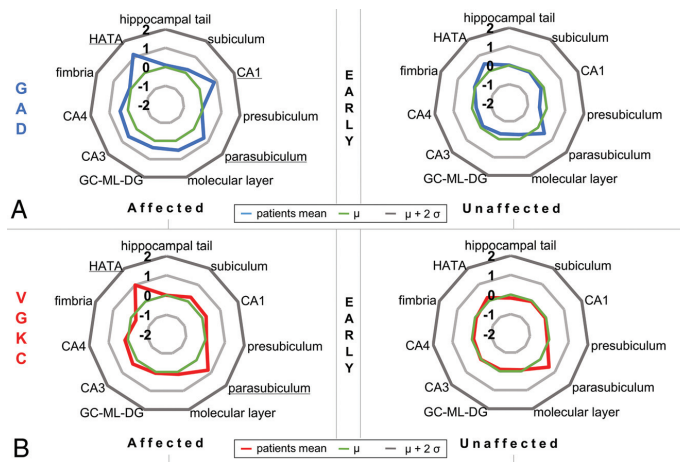 hippocampal tail
HATA
subiculum
fimbria
CA1
CA4
presubiculum
CA3
parasubiculum
GC-ML-DG
molecular layer
2
1
0
-1
-2
G
A
D
A
Affected
E
A
R
L
Y
hippocampal tail
HATA
subiculum
fimbria
CA1
CA4
presubiculum
CA3
parasubiculum
GC-ML-DG
molecular layer
2
1
0
-1
-2
Unaffected
patients mean μ μ + 2 σ
hippocampal tail
HATA
subiculum
fimbria
CA1
CA4
presubiculum
CA3
parasubiculum
GC-ML-DG
molecular layer
2
1
0
-1
-2
V
G
K
C
B
Affected
E
A
R
L
Y
hippocampal tail
HATA
subiculum
fimbria
CA1
CA4
presubiculum
CA3
parasubiculum
GC-ML-DG
molecular layer
2
1
0
-1
-2
Unaffected
patients mean μ μ + 2 σ